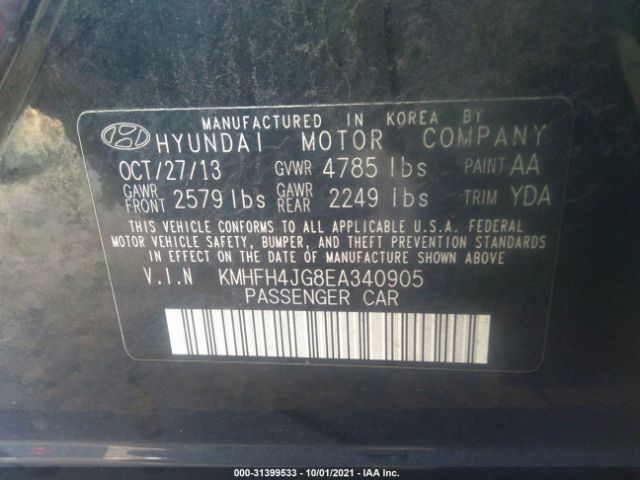 MANUFACTURED IN KOREA BY
HYUNDAI MOTOR COMPANY
OCT/27/13 GVWR 4785 lbs PAINT AA
GAWR FRONT 2579 lbs GAWR REAR 2249 lbs TRIM YDA
THIS VEHICLE CONFORMS TO ALL APPLICABLE U.S.A. FEDERAL
MOTOR VEHICLE SAFETY, BUMPER, AND THEFT PREVENTION STANDARDS
IN EFFECT ON THE DATE OF MANUFACTURE SHOWN ABOVE
V.I.N KMHFH4JG8EA340905
PASSENGER CAR
000-31399533 - 10/01/2021 - IAA Inc.